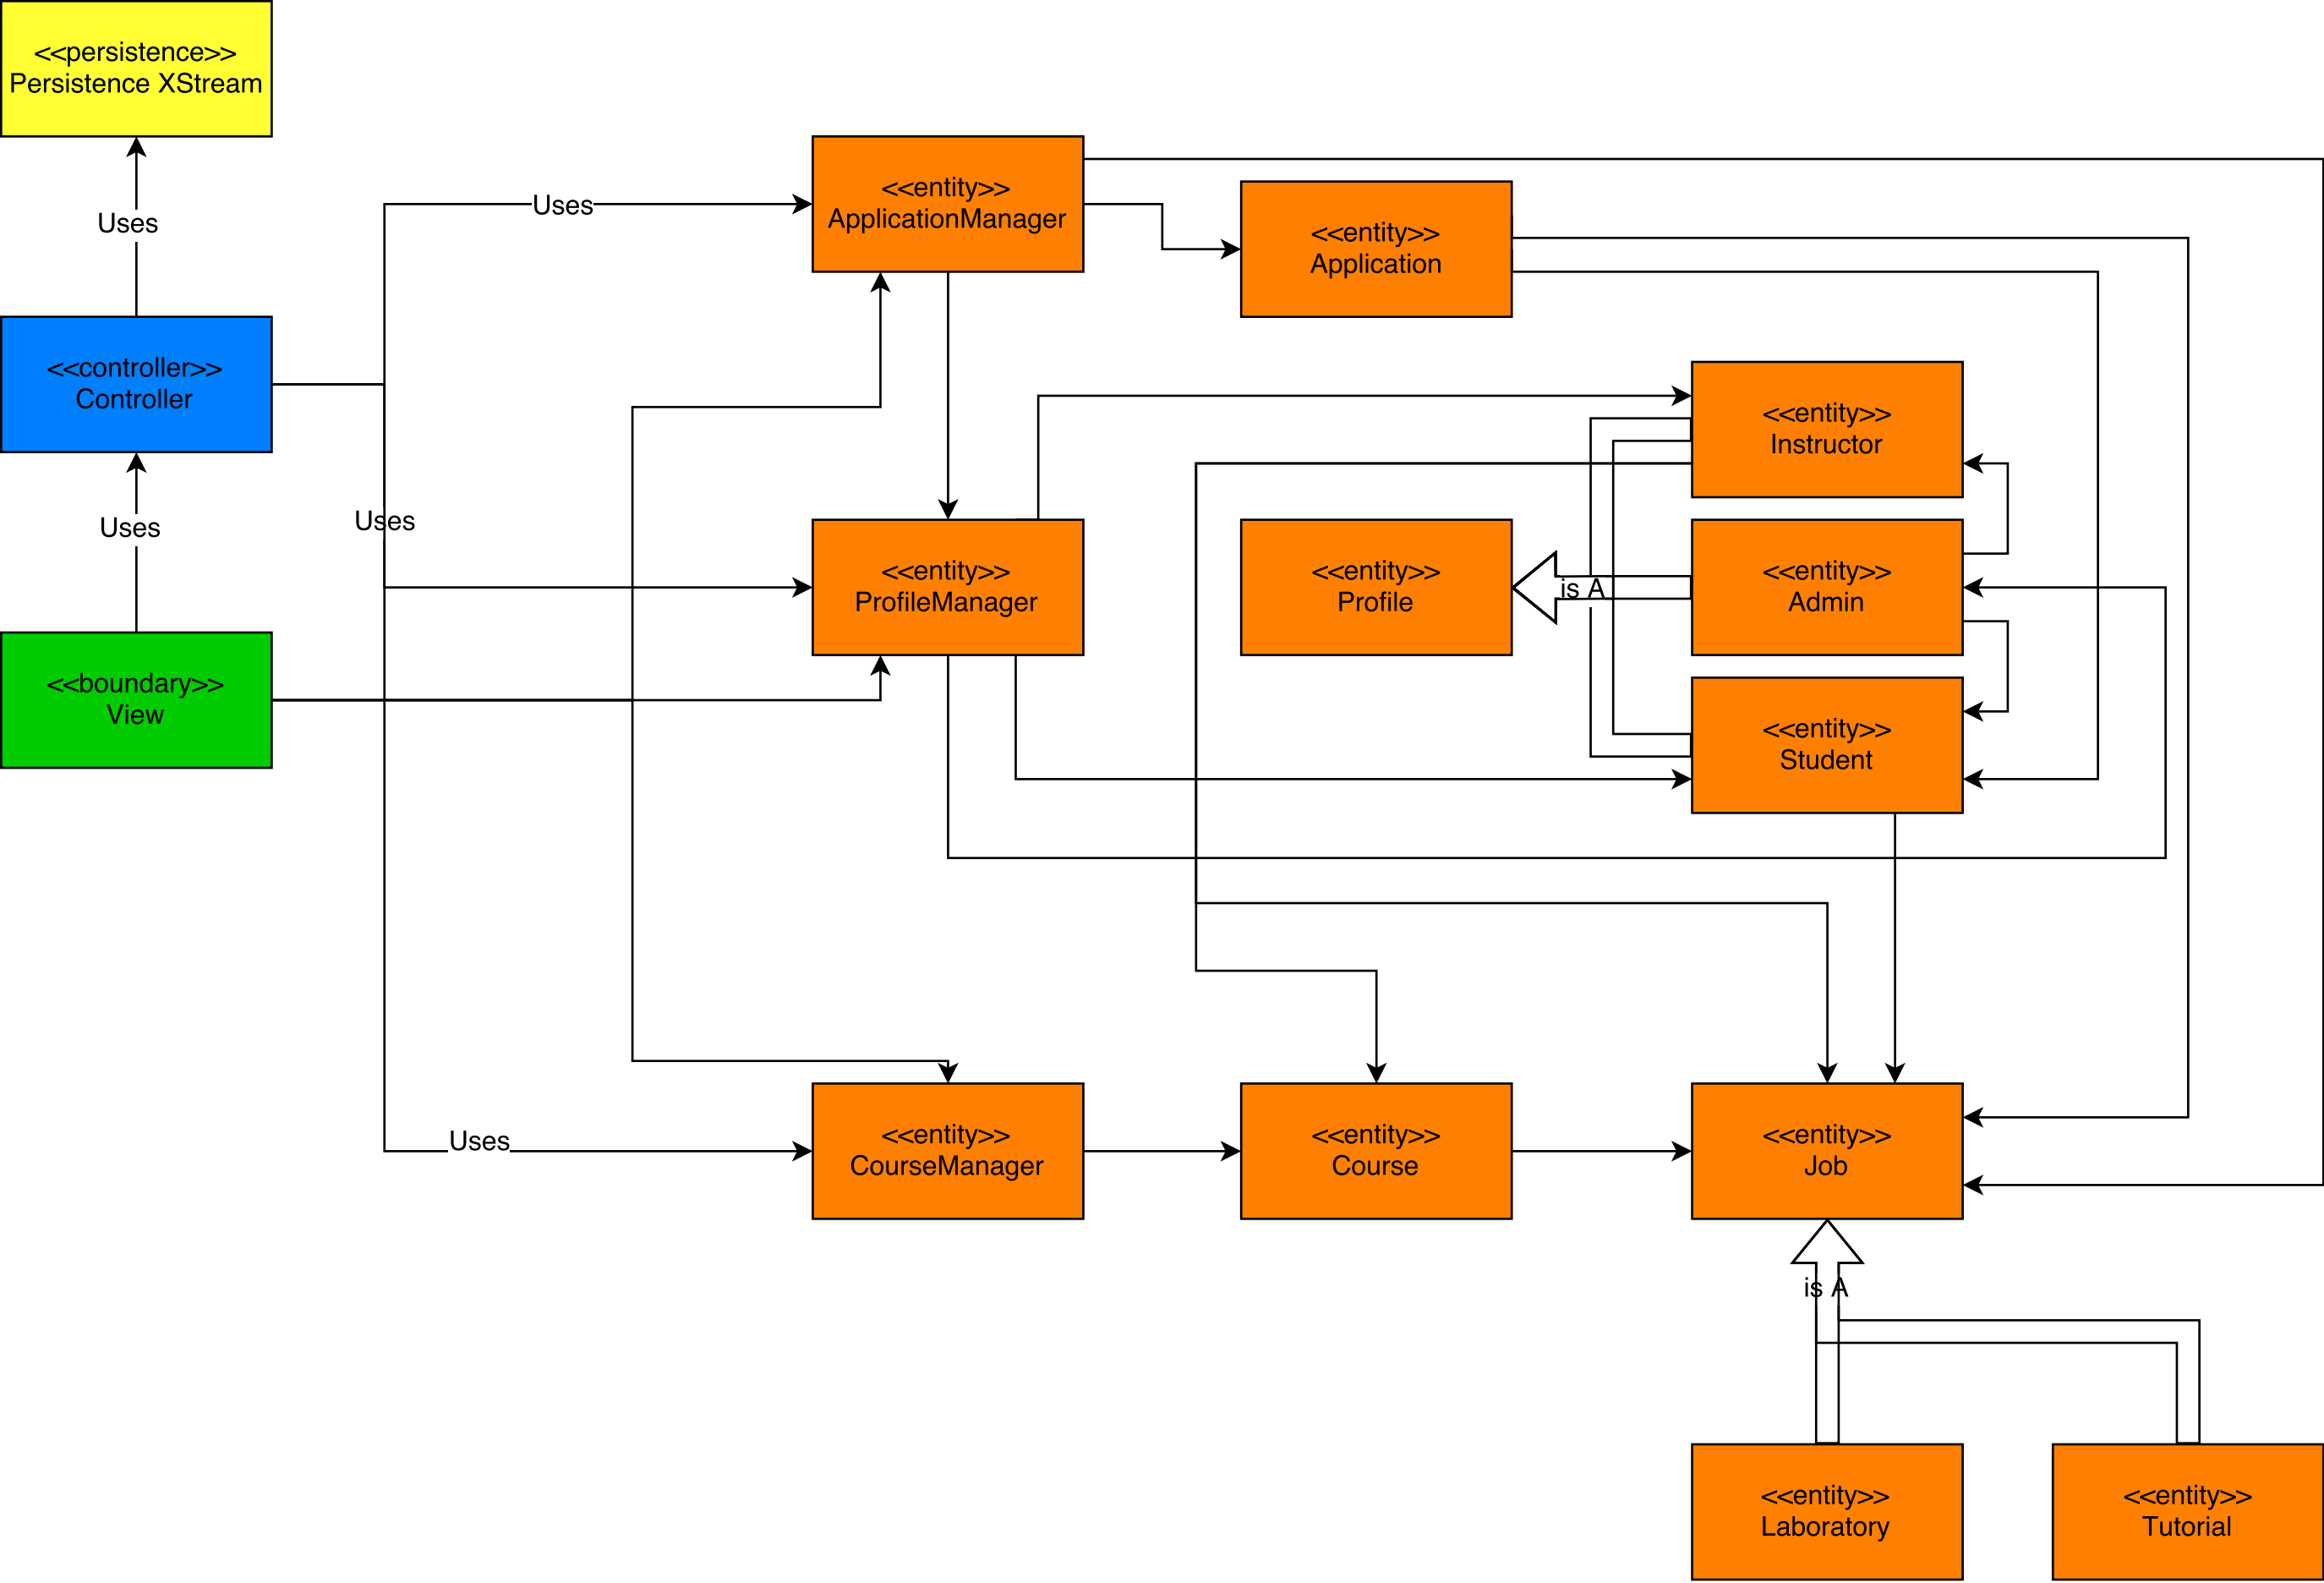 <<persistence>>
Persistence XStream
Uses
<<controller>>
Controller
Uses
<<boundary>>
View
Uses
Uses
Uses
<<entity>>
ApplicationManager
<<entity>>
Application
<<entity>>
Instructor
<<entity>>
ProfileManager
<<entity>>
Profile
is A
<<entity>>
Admin
<<entity>>
Student
<<entity>>
CourseManager
<<entity>>
Course
<<entity>>
Job
is A
<<entity>>
Laboratory
<<entity>>
Tutorial